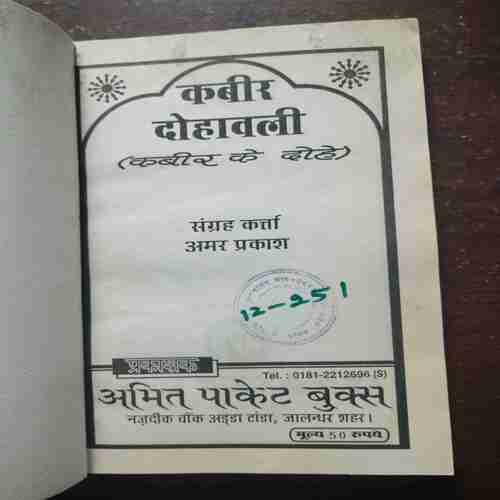 कबीर
दोहावली
(कबीर के दोहे)
संग्रह कर्त्ता
अमर प्रकाश
12-251
प्रकाशक
Tel. : 0181-2212696 (S)
अमित पाकेट बुक्स
नज़दीक चौंक अड्डा टांडा, जालन्धर शहर।
मूल्य 50 रुपये